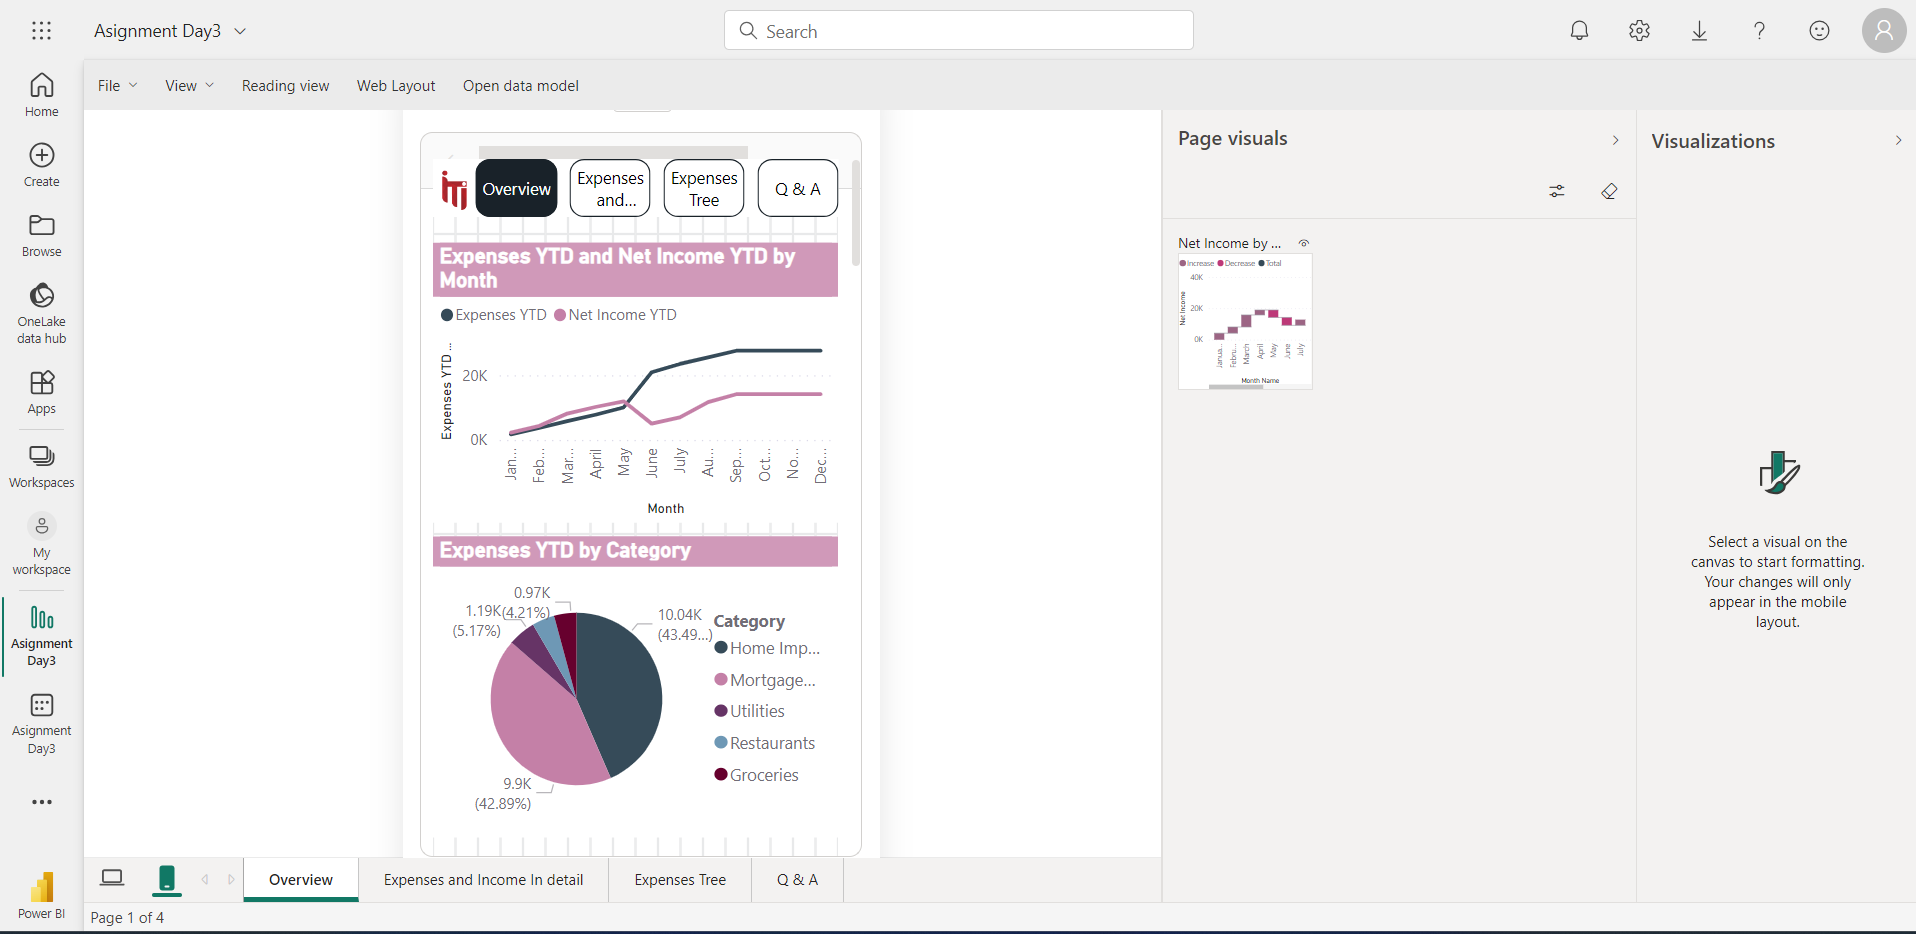 Asignment Day3
Search
Home
Create
Browse
OneLake
data hub
Apps
Workspaces
My
workspace
Asignment
Day3
Asignment
Day3
Power BI
File
View
Reading view
Web Layout
Open data model
iTi
Overview
Expenses
and...
Expenses
Tree
Q & A
Expenses YTD and Net Income YTD by
Month
Expenses YTD
Net Income YTD
Expenses YTD ...
20K
0K
Jan...
Feb...
Mar...
April
May
June
July
Au...
Sep...
Oct...
No...
Dec...
Month
Expenses YTD by Category
0.97K
(4.21%)
1.19K
(5.17%)
10.04K
(43.49...)
9.9K
(42.89%)
Category
Home Imp...
Mortgage...
Utilities
Restaurants
Groceries
Page visuals
Net Income by ...
Increase
Decrease
Total
Net Income
40K
20K
0K
Janua...
Febru...
March
April
May
June
July
Month Name
Visualizations
Select a visual on the
canvas to start formatting.
Your changes will only
appear in the mobile
layout.
Overview
Expenses and Income In detail
Expenses Tree
Q & A
Page 1 of 4